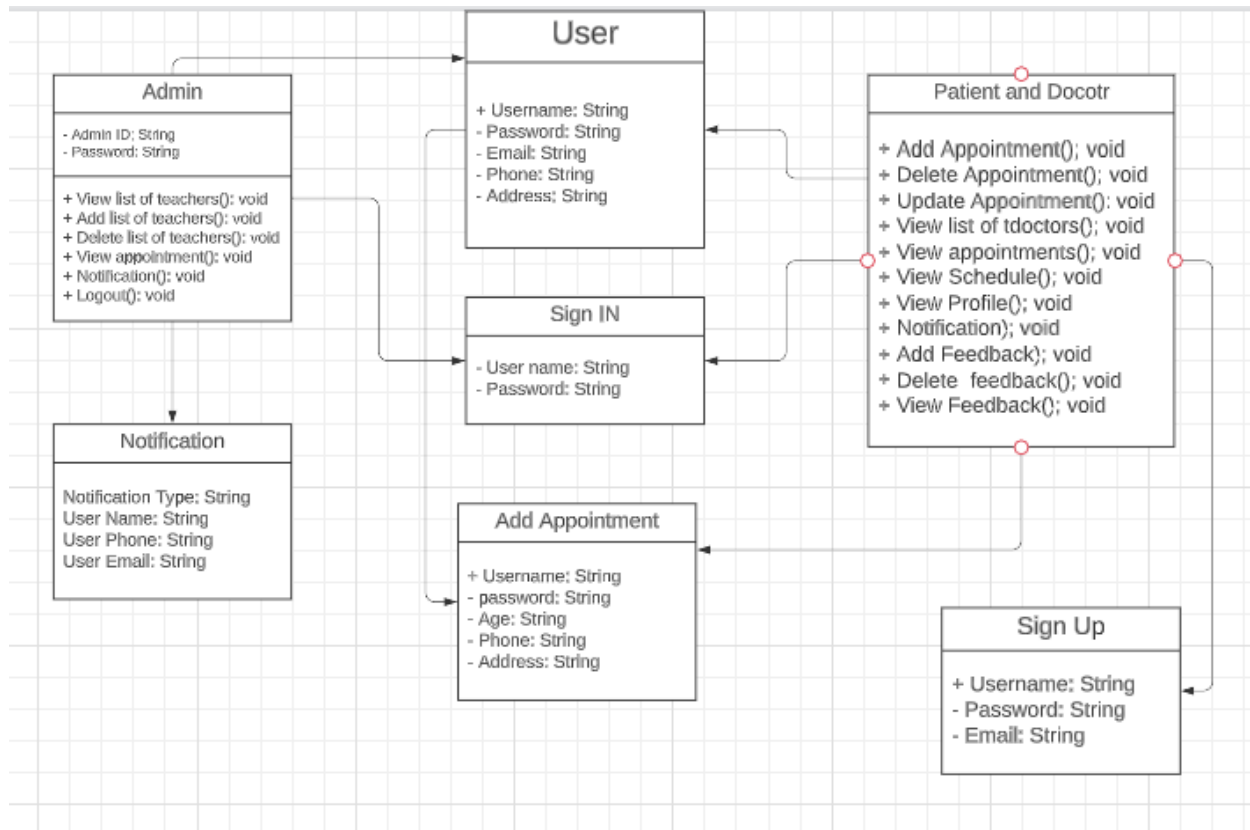 User
+ Username: String
- Password: String
- Email: String
- Phone: String
- Address; String
Admin
- Admin ID; String
- Password; String
+ View list of teachers(): void
+ Add list of teachers(): void
+ Delete list of teachers(): void
+ View appointment(): void
+ Notification(): void
+ Logout(): void
Patient and Docotr
+ Add Appointment(); void
+ Delete Appointment(); void
+ Update Appointment(): void
+ View list of tdoctors(); void
+ View appointments(); void
+ View Schedule(); void
+ View Profile(); void
+ Notification); void
+ Add Feedback); void
+ Delete feedback(); void
+ View Feedback(); void
Sign IN
- User name: String
- Password: String
Notification
Notification Type; String
User Name: String
User Phone: String
User Email: String
Add Appointment
+ Username; String
- password: String
- Age: String
- Phone: String
- Address: String
Sign Up
+ Username: String
- Password: String
- Email: String